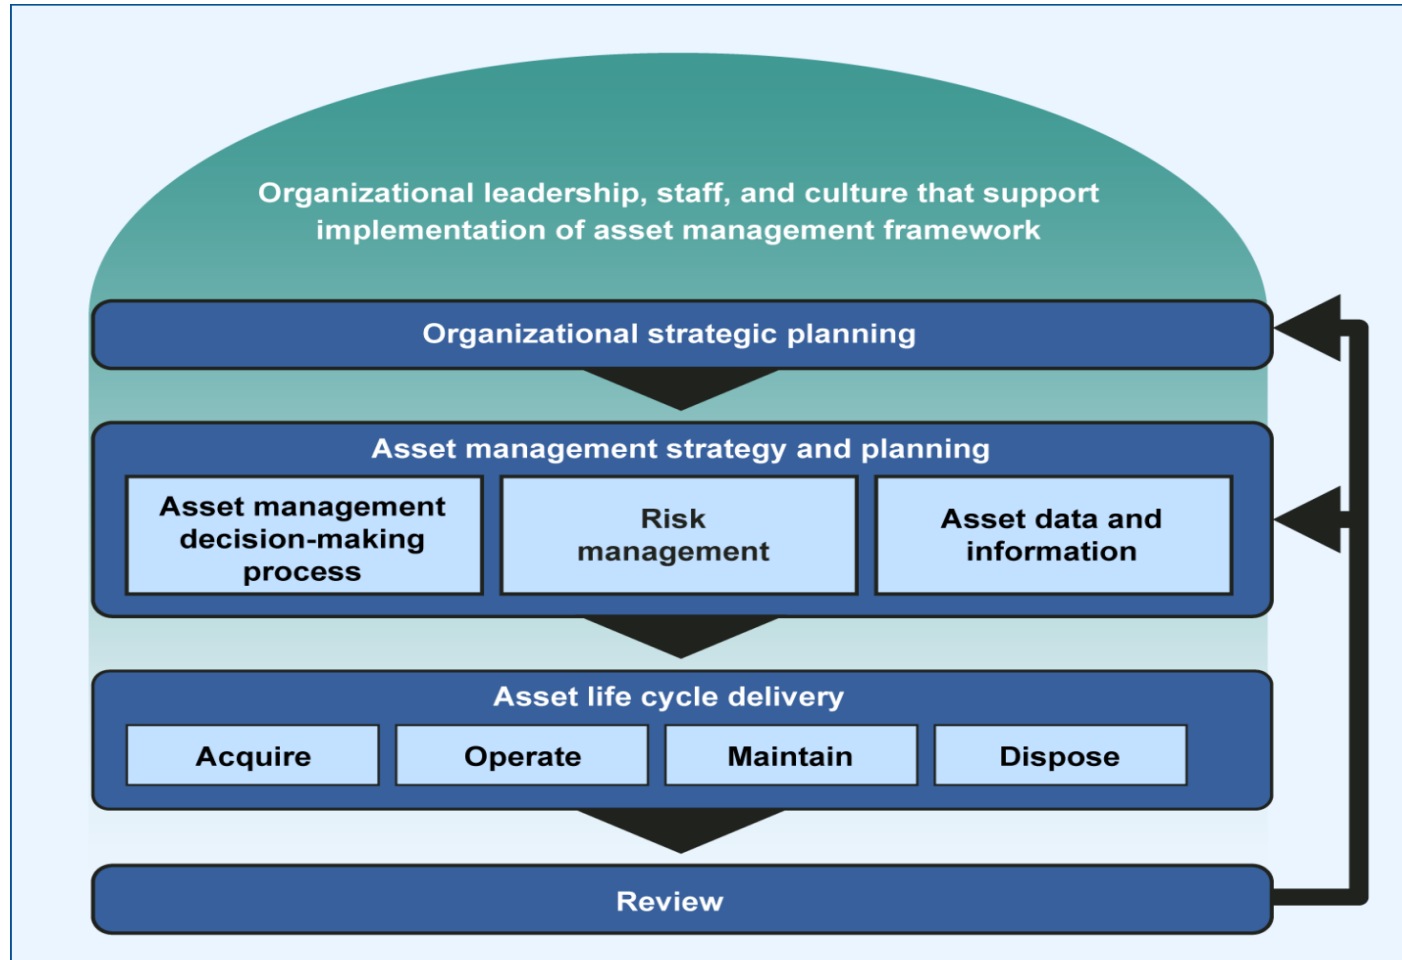 Organizational leadership, staff, and culture that support
implementation of asset management framework
Organizational strategic planning
Asset management strategy and planning
Asset management
decision-making
process
Risk
management
Asset data and
information
Asset life cycle delivery
Acquire
Operate
Maintain
Dispose
Review